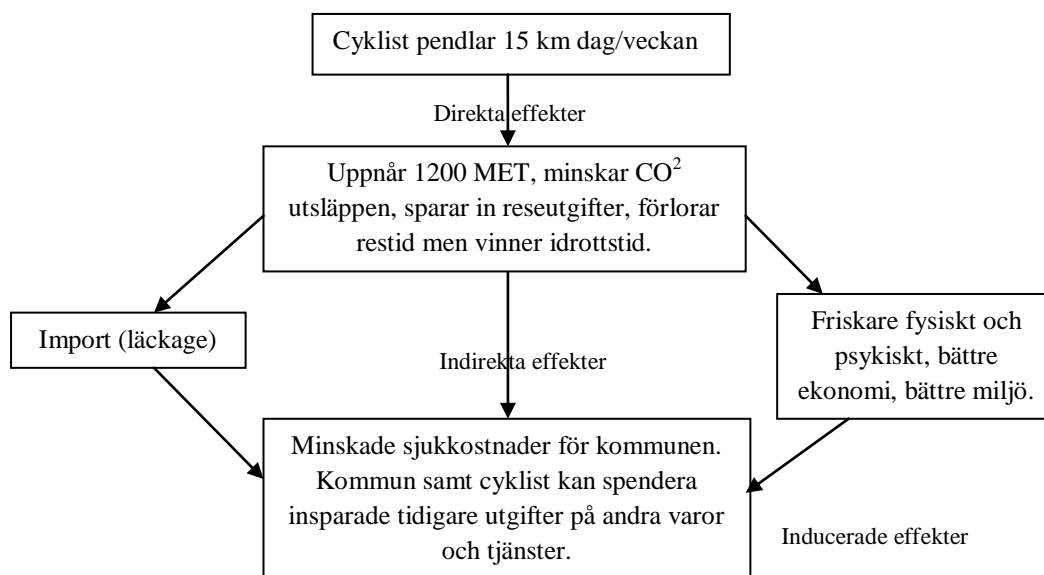 Cyklist pendlar 15 km dag/veckan
Direkta effekter
Uppnår 1200 MET, minskar CO²
utsläppen, sparar in reseutgifter, förlorar
restid men vinner idrottstid.
Import (läckage)
Indirekta effekter
Friskare fysiskt och
psykiskt, bättre
ekonomi, bättre miljö.
Minskade sjukkostnader för kommunen.
Kommun samt cyklist kan spendera
insparade tidigare utgifter på andra varor
och tjänster.
Inducerade effekter